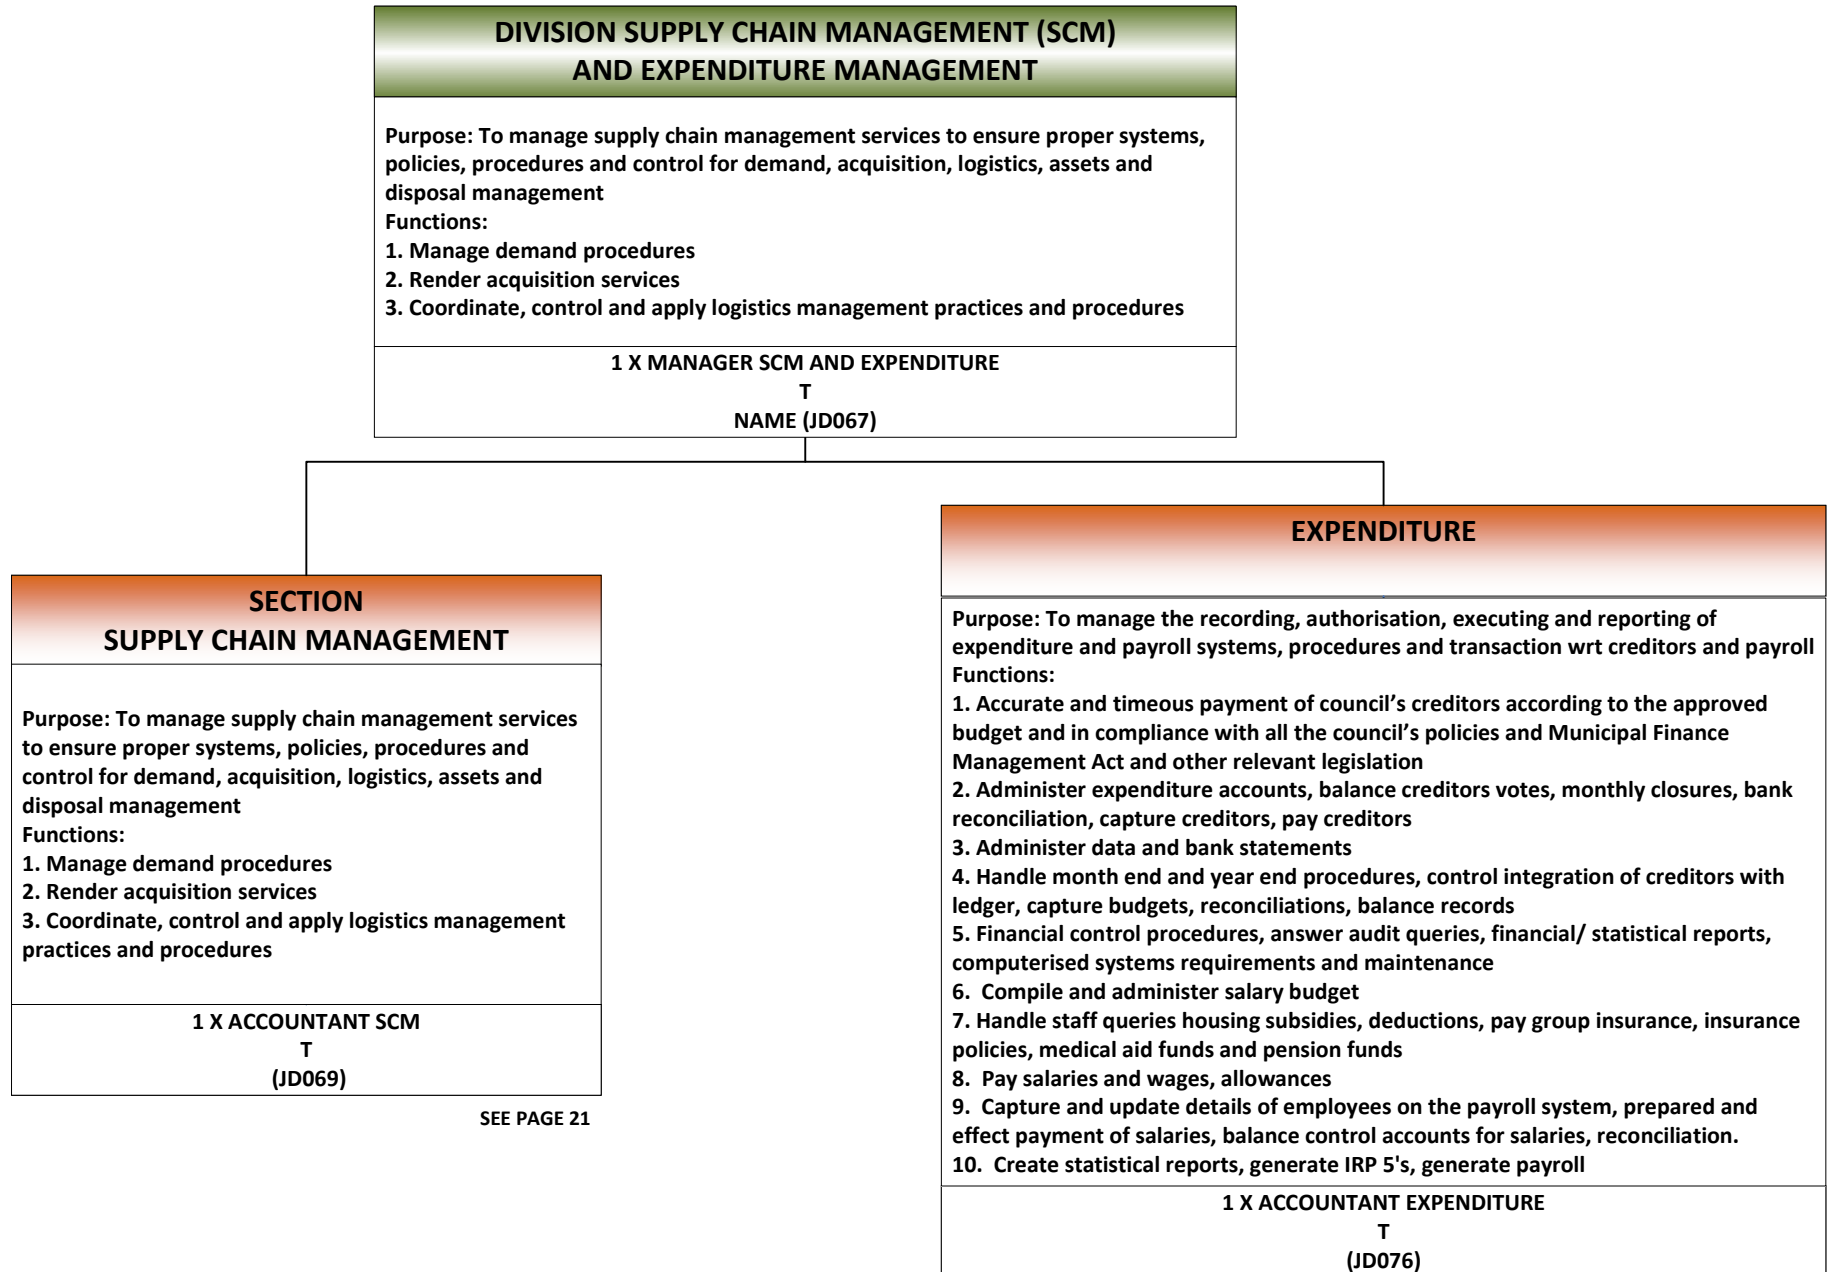 DIVISION SUPPLY CHAIN MANAGEMENT (SCM)
AND EXPENDITURE MANAGEMENT
Purpose: To manage supply chain management services to ensure proper systems,
policies, procedures and control for demand, acquisition, logistics, assets and
disposal management
Functions:
1. Manage demand procedures
2. Render acquisition services
3. Coordinate, control and apply logistics management practices and procedures
1 X MANAGER SCM AND EXPENDITURE
T
NAME (JD067)
SECTION
SUPPLY CHAIN MANAGEMENT
Purpose: To manage supply chain management services
to ensure proper systems, policies, procedures and
control for demand, acquisition, logistics, assets and
disposal management
Functions:
1. Manage demand procedures
2. Render acquisition services
3. Coordinate, control and apply logistics management
practices and procedures
1 X ACCOUNTANT SCM
T
(JD069)
SEE PAGE 21
EXPENDITURE
Purpose: To manage the recording, authorisation, executing and reporting of
expenditure and payroll systems, procedures and transaction wrt creditors and payroll
Functions:
1. Accurate and timeous payment of council’s creditors according to the approved
budget and in compliance with all the council’s policies and Municipal Finance
Management Act and other relevant legislation
2. Administer expenditure accounts, balance creditors votes, monthly closures, bank
reconciliation, capture creditors, pay creditors
3. Administer data and bank statements
4. Handle month end and year end procedures, control integration of creditors with
ledger, capture budgets, reconciliations, balance records
5. Financial control procedures, answer audit queries, financial/ statistical reports,
computerised systems requirements and maintenance
6.  Compile and administer salary budget
7. Handle staff queries housing subsidies, deductions, pay group insurance, insurance
policies, medical aid funds and pension funds
8.  Pay salaries and wages, allowances
9.  Capture and update details of employees on the payroll system, prepared and
effect payment of salaries, balance control accounts for salaries, reconciliation.
10.  Create statistical reports, generate IRP 5's, generate payroll
1 X ACCOUNTANT EXPENDITURE
T
(JD076)